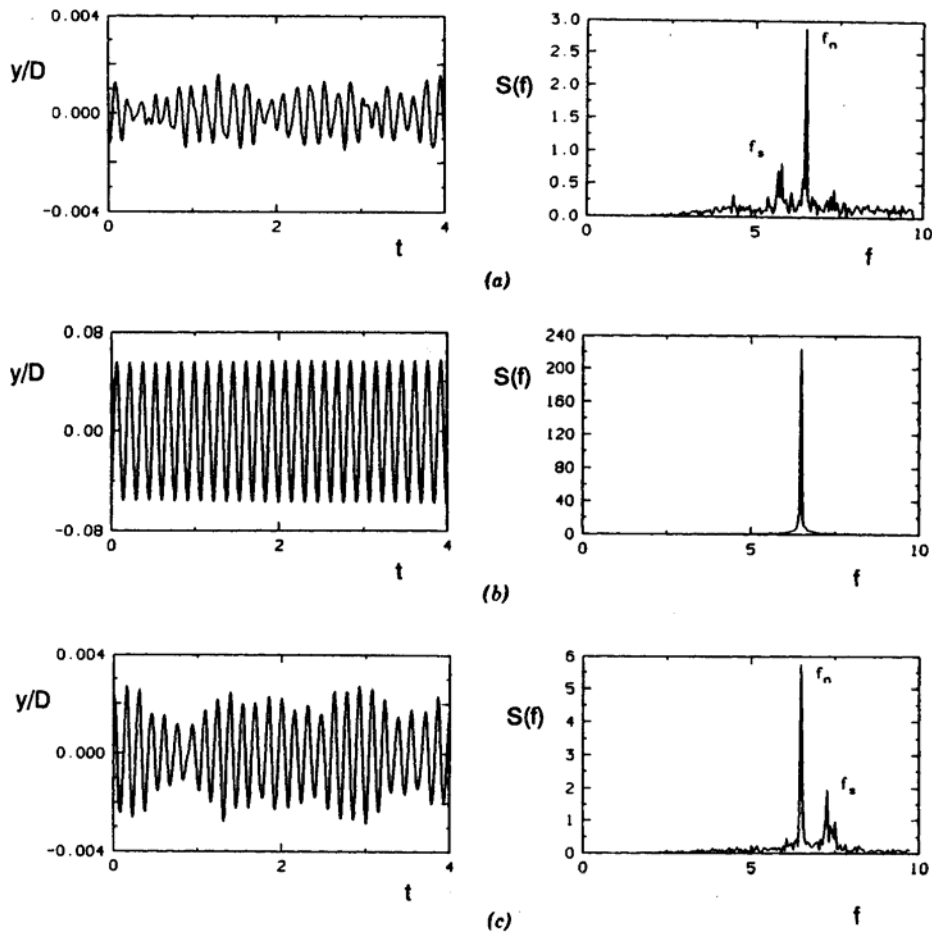 0.004
y/D
0.000
-0.004
0 2 4
t
3.0
2.5
S(f)
2.0
1.5
1.0
0.5
0.0
fₙ
fₛ
0 5 10
f
(a)
0.08
y/D
0.00
-0.08
0 2 4
t
240
200
S(f)
160
120
80
40
0
0 5 10
f
(b)
0.004
y/D
0.000
-0.004
0 2 4
t
6
5
S(f)
4
3
2
1
0
fₙ
fₛ
0 5 10
f
(c)